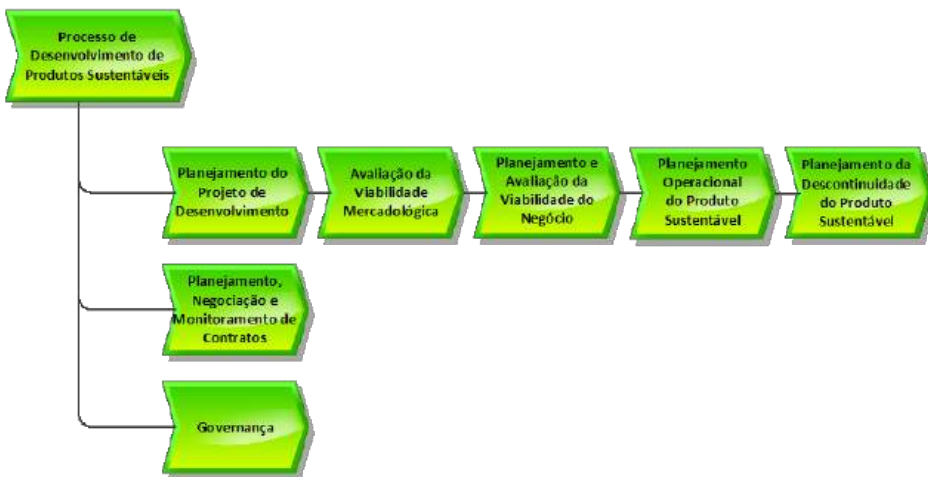 Processo de
Desenvolvimento de
Produtos Sustentáveis
Planejamento do
Projeto de
Desenvolvimento
Avaliação da
Viabilidade
Mercadológica
Planejamento e
Avaliação da
Viabilidade do
Negócio
Planejamento
Operacional
do Produto
Sustentável
Planejamento da
Descontinuidade
do Produto
Sustentável
Planejamento,
Negociação e
Monitoramento de
Contratos
Governança